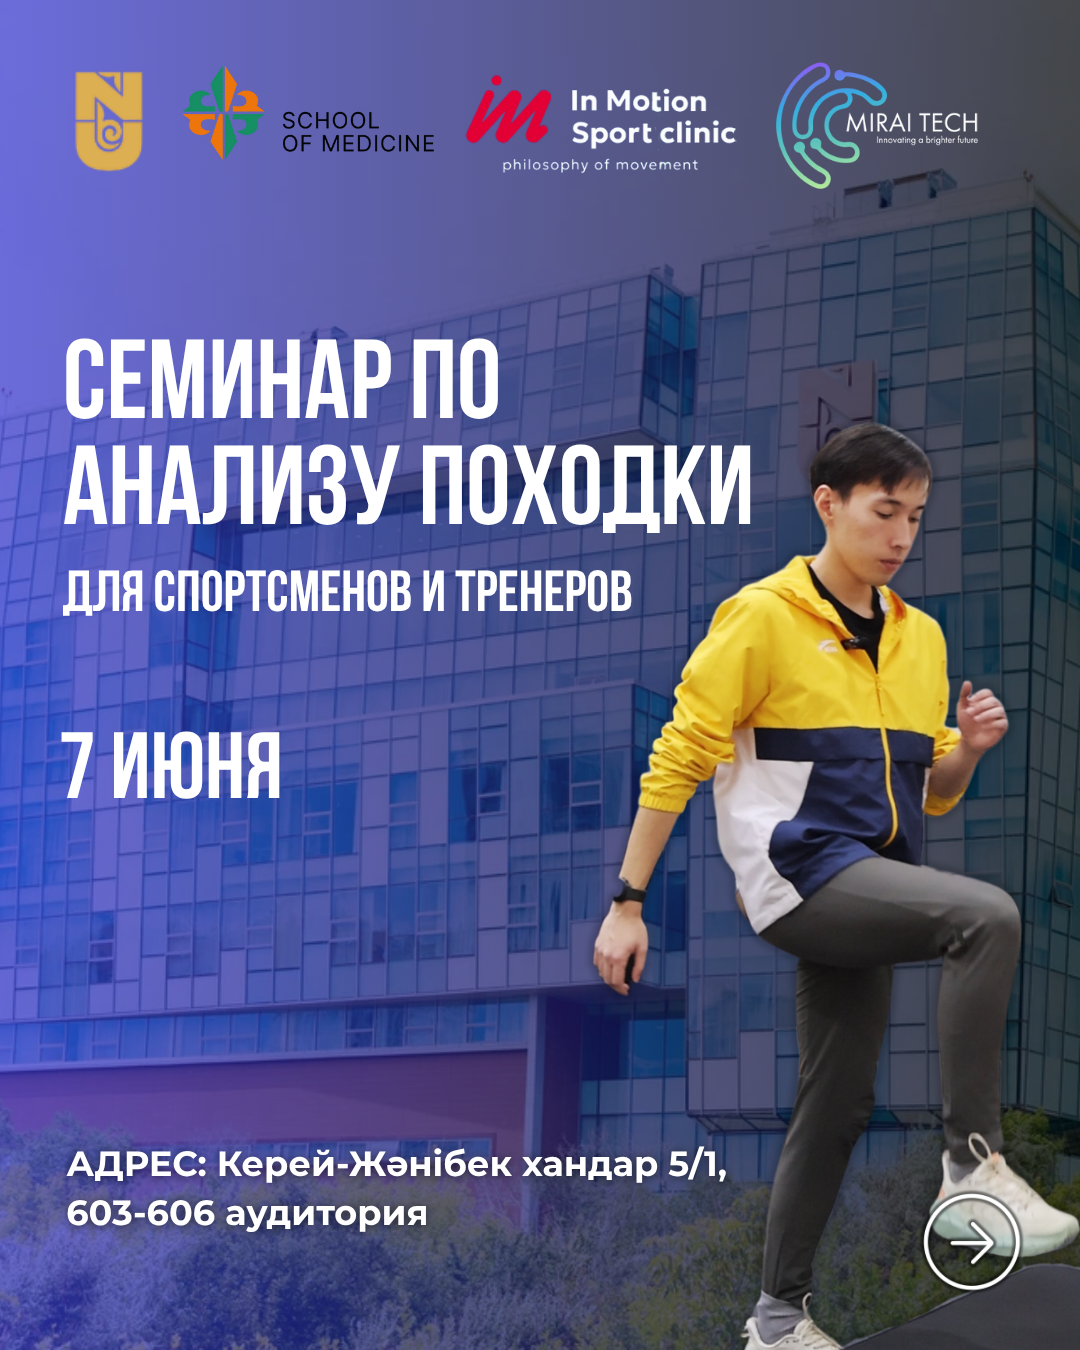 SCHOOL
OF MEDICINE
im
In Motion
Sport clinic
philosophy of movement
MIRAI TECH
Innovating a brighter future
СЕМИНАР ПО
АНАЛИЗУ ПОХОДКИ
ДЛЯ СПОРТСМЕНОВ И ТРЕНЕРОВ
7 ИЮНЯ
АДРЕС: Керей-Жәнібек хандар 5/1,
603-606 аудитория